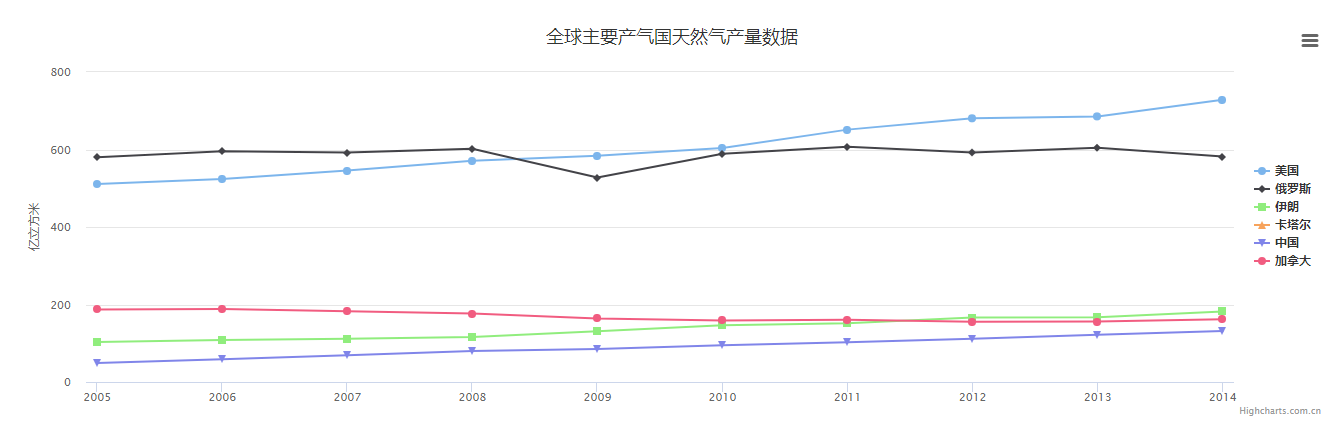 全球主要产气国天然气产量数据
亿立方米
800
600
400
200
0
2005
2006
2007
2008
2009
2010
2011
2012
2013
2014
美国
俄罗斯
伊朗
卡塔尔
中国
加拿大
Highcharts.com.cn